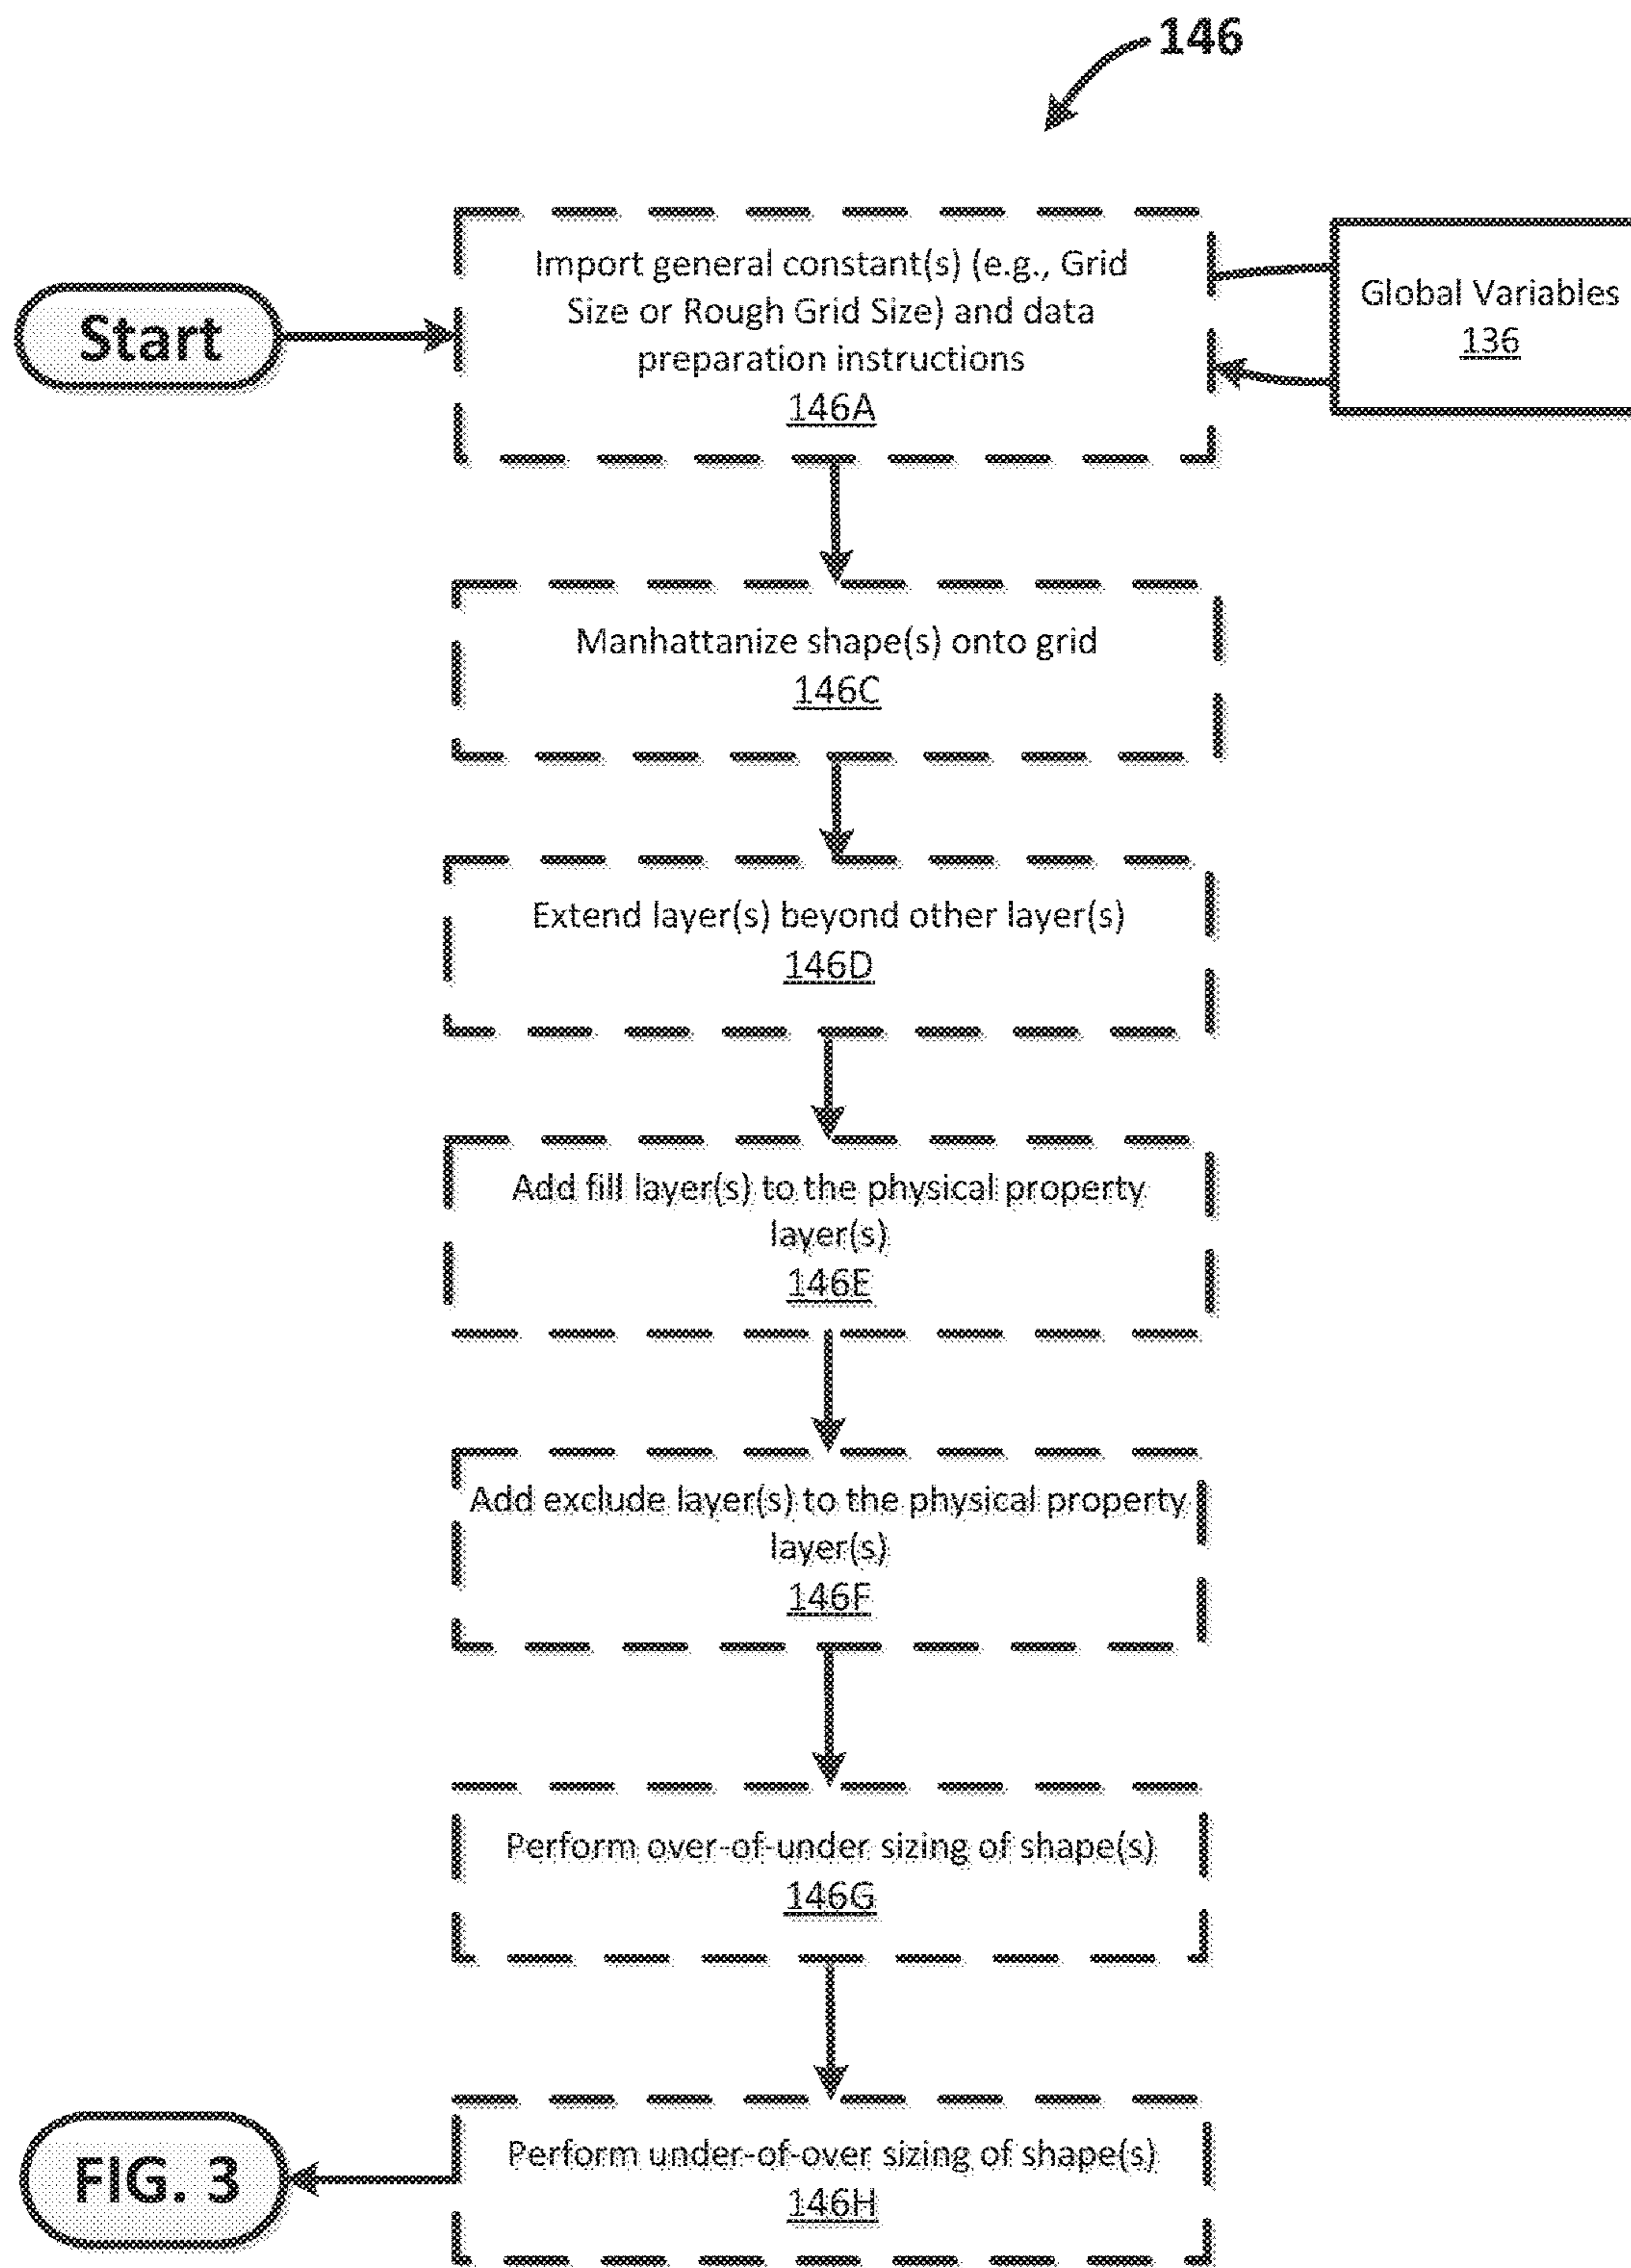 146
Import general constant(s) (e.g., Grid
Size or Rough Grid Size) and data
preparation instructions
146A
Start
Global Variables
136
Manhattanize shape(s) onto grid
146C
Extend layer(s) beyond other layer(s)
146D
Add fill layer(s) to the physical property
layer(s)
146E
Add exclude layer(s) to the physical property
layer(s)
146F
Perform over-of-under sizing of shape(s)
146G
Perform under-of-over sizing of shape(s)
146H
FIG. 3